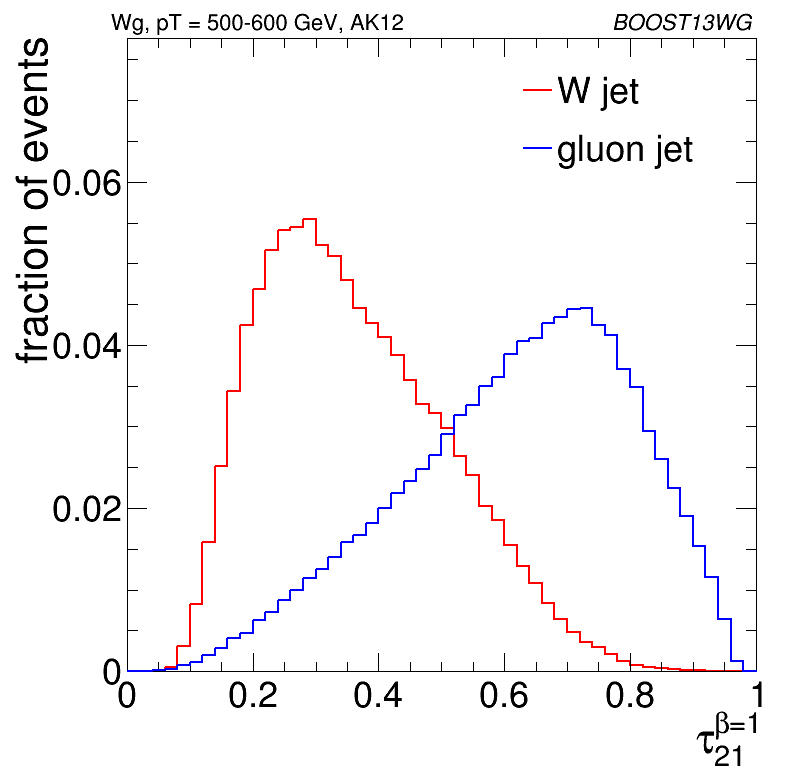 Wg, pT = 500-600 GeV, AK12
BOOST13WG
fraction of events
W jet
gluon jet
0.06
0.04
0.02
0
0 0.2 0.4 0.6 0.8 1
τ₂₁^β=1